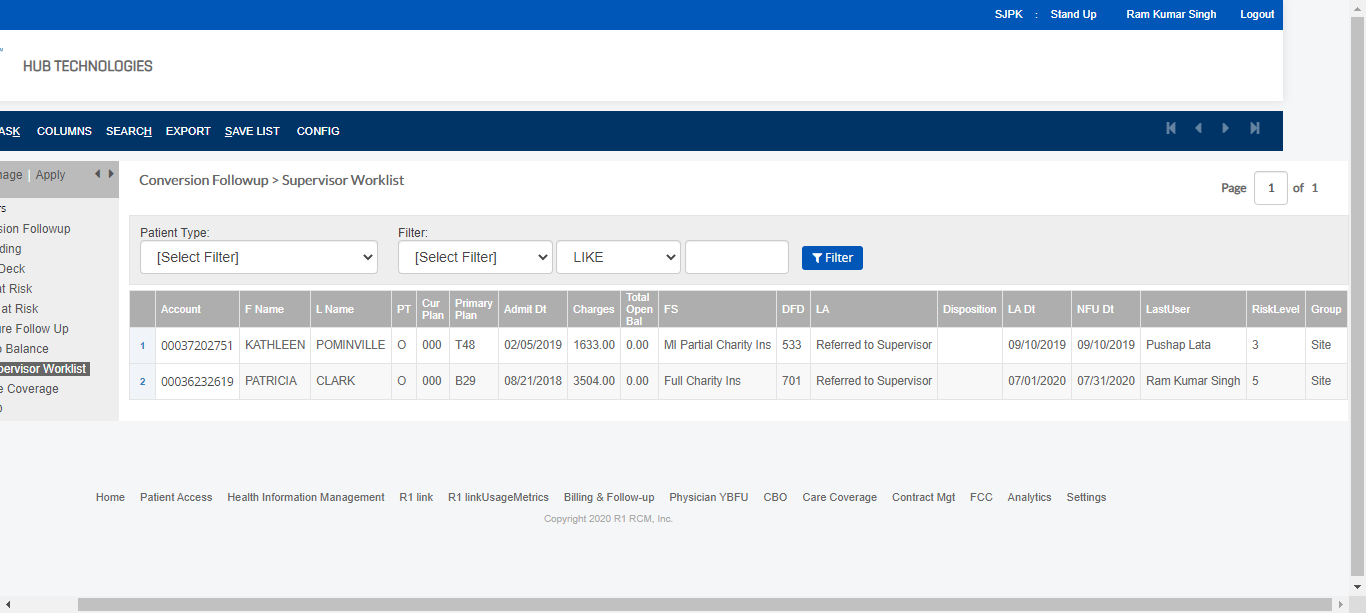 SJPK : Stand Up Ram Kumar Singh Logout
HUB TECHNOLOGIES
ASK COLUMNS SEARCH EXPORT SAVE LIST CONFIG
nage | Apply
Conversion Followup > Supervisor Worklist
Page 1 of 1
rs
sion Followup
ding
Deck
at Risk
at Risk
ure Follow Up
o Balance
pervisor Worklist
e Coverage
Patient Type: Filter:
[Select Filter] [Select Filter] LIKE Filter
Account F Name L Name PT Cur Plan Primary Plan Admit Dt Charges Total Open Bal FS DFD LA Disposition LA Dt NFU Dt LastUser RiskLevel Group
1 00037202751 KATHLEEN POMINVILLE O 000 T48 02/05/2019 1633.00 0.00 MI Partial Charity Ins 533 Referred to Supervisor 09/10/2019 09/10/2019 Pushap Lata 3 Site
2 00036232619 PATRICIA CLARK O 000 B29 08/21/2018 3504.00 0.00 Full Charity Ins 701 Referred to Supervisor 07/01/2020 07/31/2020 Ram Kumar Singh 5 Site
Home Patient Access Health Information Management R1 link R1 linkUsageMetrics Billing & Follow-up Physician YBFU CBO Care Coverage Contract Mgt FCC Analytics Settings
Copyright 2020 R1 RCM, Inc.